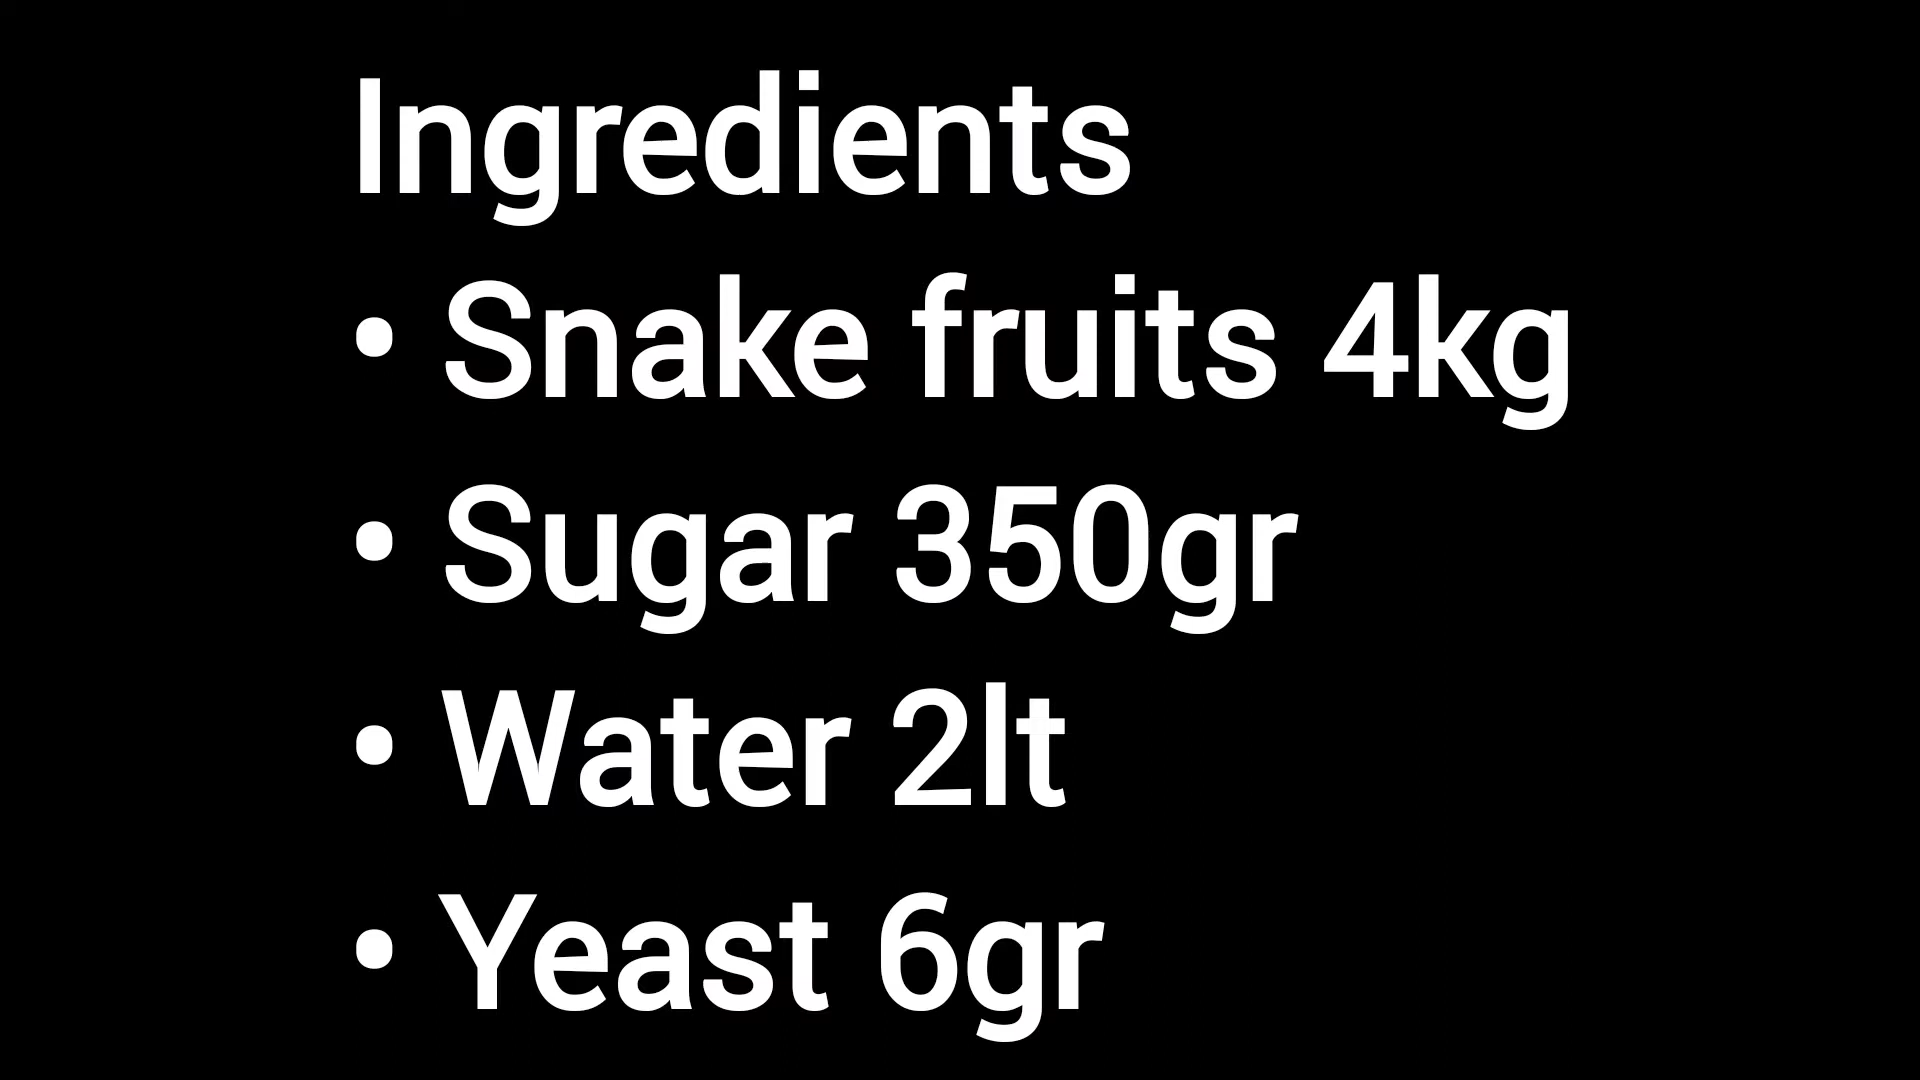 Ingredients
• Snake fruits 4kg
• Sugar 350gr
• Water 2lt
• Yeast 6gr